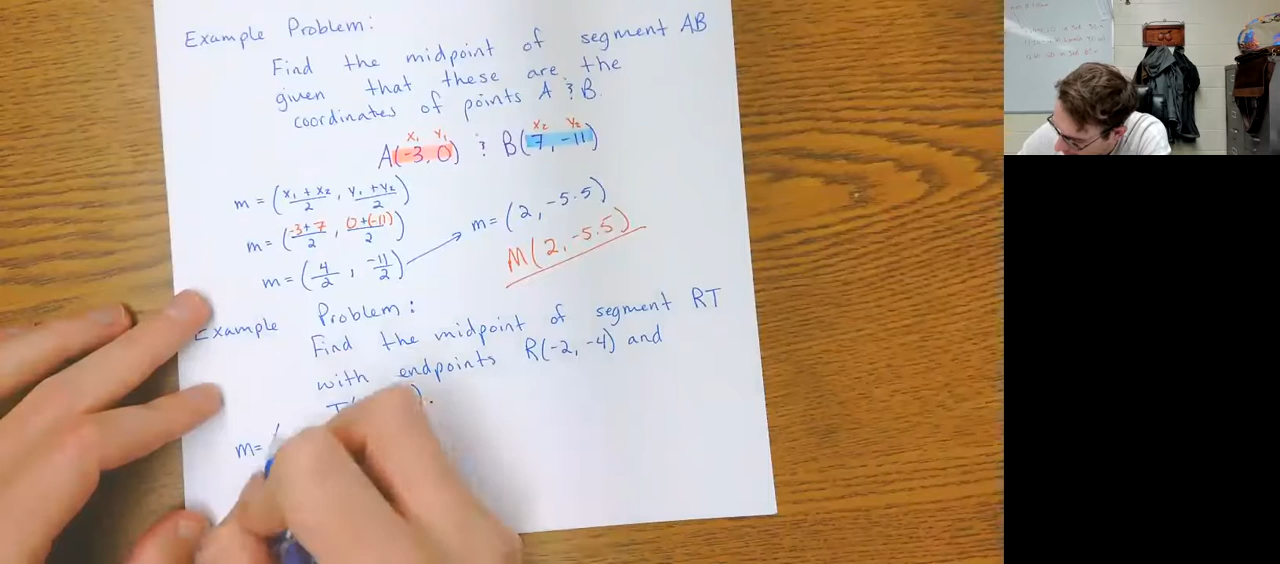 Example Problem:
Find the midpoint of segment AB
given that these are the
coordinates of points A & B.
x₁ y₁ x₂ y₂
A(-3, 0) & B(7, -11)
m = (x₁ + x₂ / 2 , y₁ + y₂ / 2)
m = (-3+7 / 2 , 0+(-11) / 2)
m = (4/2 , -11/2)
m = (2, -5.5)
M(2, -5.5)
Example Problem:
Find the midpoint of segment RT
with endpoints R(-2, -4) and
T(
m= (